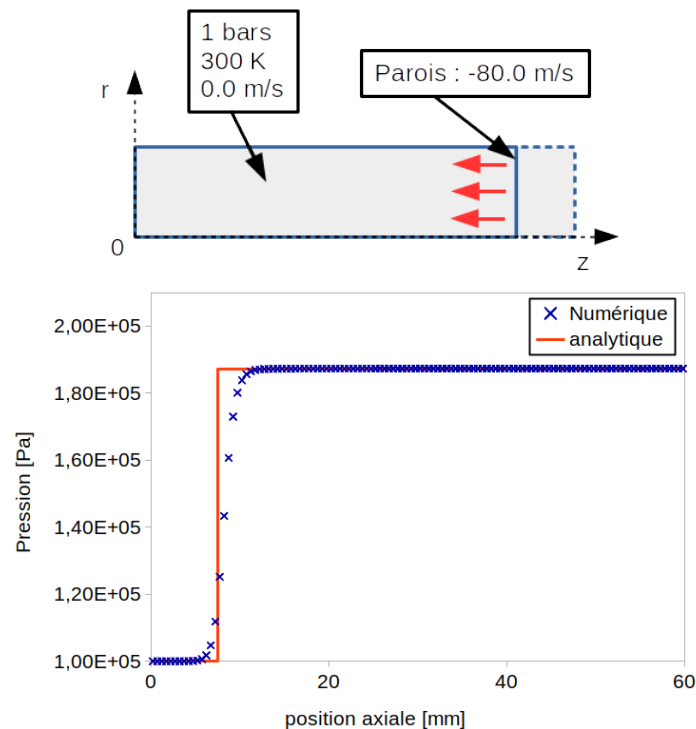 1 bars
300 K
0.0 m/s
Parois : -80.0 m/s
r
0
Z
2,00E+05
1,80E+05
1,60E+05
1,40E+05
1,20E+05
1,00E+05
Pression [Pa]
Numérique
analytique
0
20
40
60
position axiale [mm]